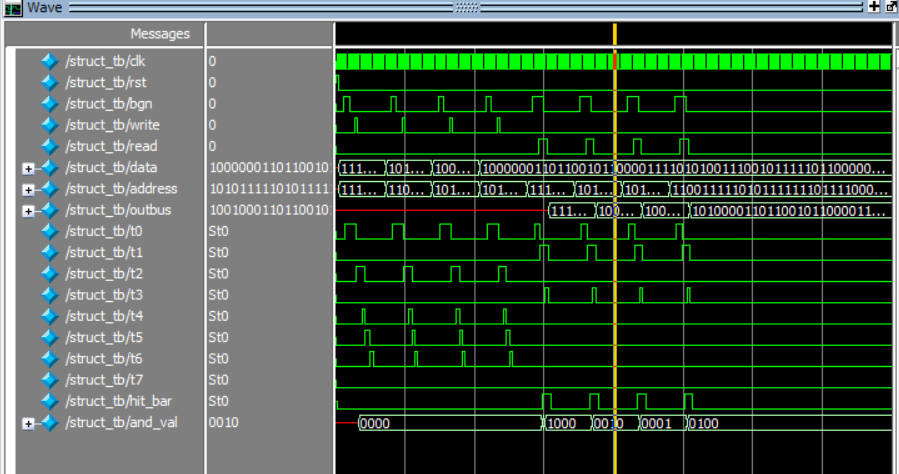 Wave
Messages
/struct_tb/clk 0
/struct_tb/rst 0
/struct_tb/bgn 0
/struct_tb/write 0
/struct_tb/read 0
/struct_tb/data 1000000110110010 111... 101... 100... 1000000110110010110000011110101001110010111110110000...
/struct_tb/address 1010111110101111 111... 110... 101... 101... 111... 101... 101... 1100111110101111111101111000...
/struct_tb/outbus 1001000110110010 111... 100... 100... 1010000110110010110000011...
/struct_tb/t0 St0
/struct_tb/t1 St0
/struct_tb/t2 St0
/struct_tb/t3 St0
/struct_tb/t4 St0
/struct_tb/t5 St0
/struct_tb/t6 St0
/struct_tb/t7 St0
/struct_tb/hit_bar St0
/struct_tb/and_val 0010 0000 1000 0010 0001 0100